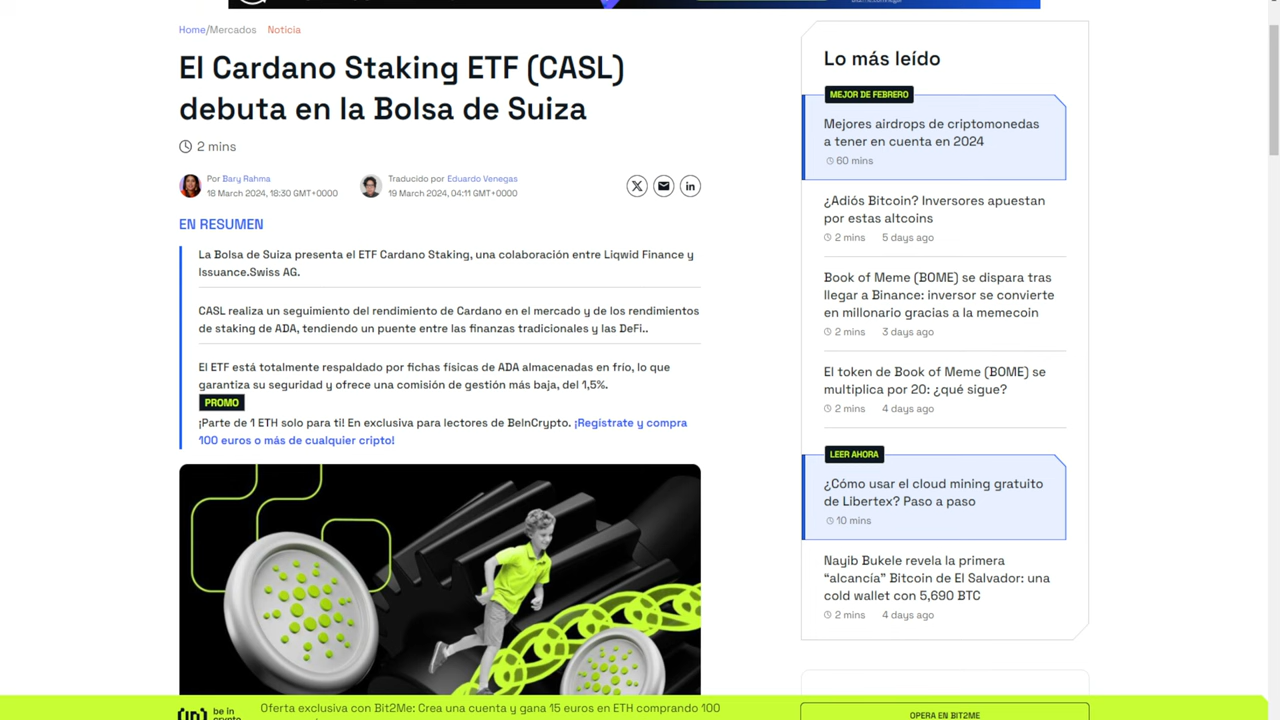 Home/Mercados Noticia
El Cardano Staking ETF (CASL)
debuta en la Bolsa de Suiza
2 mins
Por Bary Rahma
18 March 2024, 18:30 GMT+0000
Traducido por Eduardo Venegas
19 March 2024, 04:11 GMT+0000
EN RESUMEN
La Bolsa de Suiza presenta el ETF Cardano Staking, una colaboración entre Liqwid Finance y
Issuance.Swiss AG.
CASL realiza un seguimiento del rendimiento de Cardano en el mercado y de los rendimientos
de staking de ADA, tendiendo un puente entre las finanzas tradicionales y las DeFi..
El ETF está totalmente respaldado por fichas físicas de ADA almacenadas en frío, lo que
garantiza su seguridad y ofrece una comisión de gestión más baja, del 1,5%.
PROMO
¡Parte de 1 ETH solo para ti! En exclusiva para lectores de BeInCrypto. ¡Regístrate y compra
100 euros o más de cualquier cripto!
Lo más leído
MEJOR DE FEBRERO
Mejores airdrops de criptomonedas
a tener en cuenta en 2024
60 mins
¿Adiós Bitcoin? Inversores apuestan
por estas altcoins
2 mins 5 days ago
Book of Meme (BOME) se dispara tras
llegar a Binance: inversor se convierte
en millonario gracias a la memecoin
2 mins 3 days ago
El token de Book of Meme (BOME) se
multiplica por 20: ¿qué sigue?
2 mins 4 days ago
LEER AHORA
¿Cómo usar el cloud mining gratuito
de Libertex? Paso a paso
10 mins
Nayib Bukele revela la primera
“alcancía” Bitcoin de El Salvador: una
cold wallet con 5,690 BTC
2 mins 4 days ago
be in
crypto
Oferta exclusiva con Bit2Me: Crea una cuenta y gana 15 euros en ETH comprando 100
OPERA EN BIT2ME